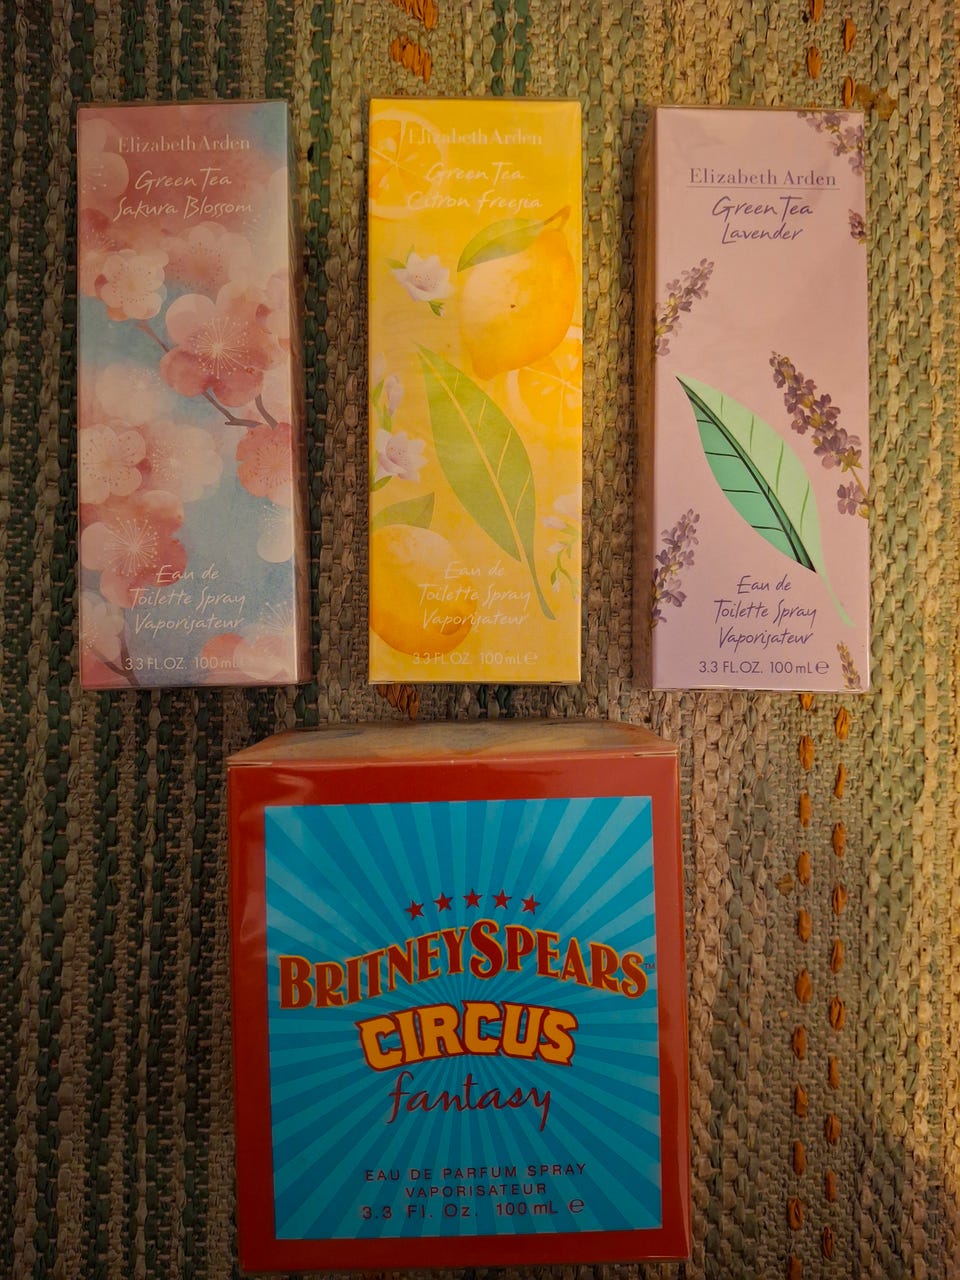 Elizabeth Arden
Green Tea
Sakura Blossom
Eau de
Toilette Spray
Vaporisateur
3.3 FL.OZ. 100 mL
Elizabeth Arden
Green Tea
Citron Freesia
Eau de
Toilette Spray
Vaporisateur
3.3 FL.OZ. 100 mL ℮
Elizabeth Arden
Green Tea
Lavender
Eau de
Toilette Spray
Vaporisateur
3.3 FL.OZ. 100 mL ℮
BRITNEY SPEARS™
CIRCUS
fantasy
EAU DE PARFUM SPRAY
VAPORISATEUR
3.3 Fl. Oz. 100 mL ℮